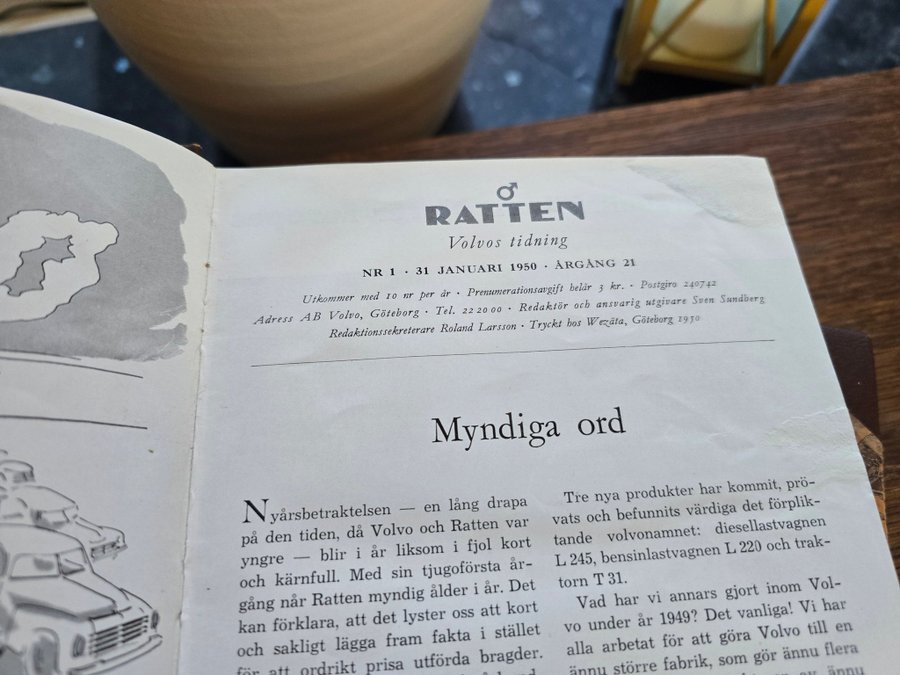 RATTEN
Volvos tidning
NR 1 · 31 JANUARI 1950 · ÅRGÅNG 21
Utkommer med 10 nr per år · Prenumerationsavgift belår 3 kr. · Postgiro 240742
Adress AB Volvo, Göteborg · Tel. 22 20 00 · Redaktör och ansvarig utgivare Sven Sundberg
Redaktionssekreterare Roland Larsson · Tryckt hos Wezäta, Göteborg 1950
Myndiga ord
Nyårsbetraktelsen — en lång drapa
på den tiden, då Volvo och Ratten var
yngre — blir i år liksom i fjol kort
och kärnfull. Med sin tjugoförsta år-
gång når Ratten myndig ålder i år. Det
kan förklara, att det lyster oss att kort
och sakligt lägga fram fakta i stället
för att ordrikt prisa utförda bragder.
Tre nya produkter har kommit, prö-
vats och befunnits värdiga det förplik-
tande volvonamnet: diesellastvagnen
L 245, bensinlastvagnen L 220 och trak-
torn T 31.
Vad har vi annars gjort inom Vol-
vo under år 1949? Det vanliga! Vi har
alla arbetat för att göra Volvo till en
ännu större fabrik, som gör ännu flera